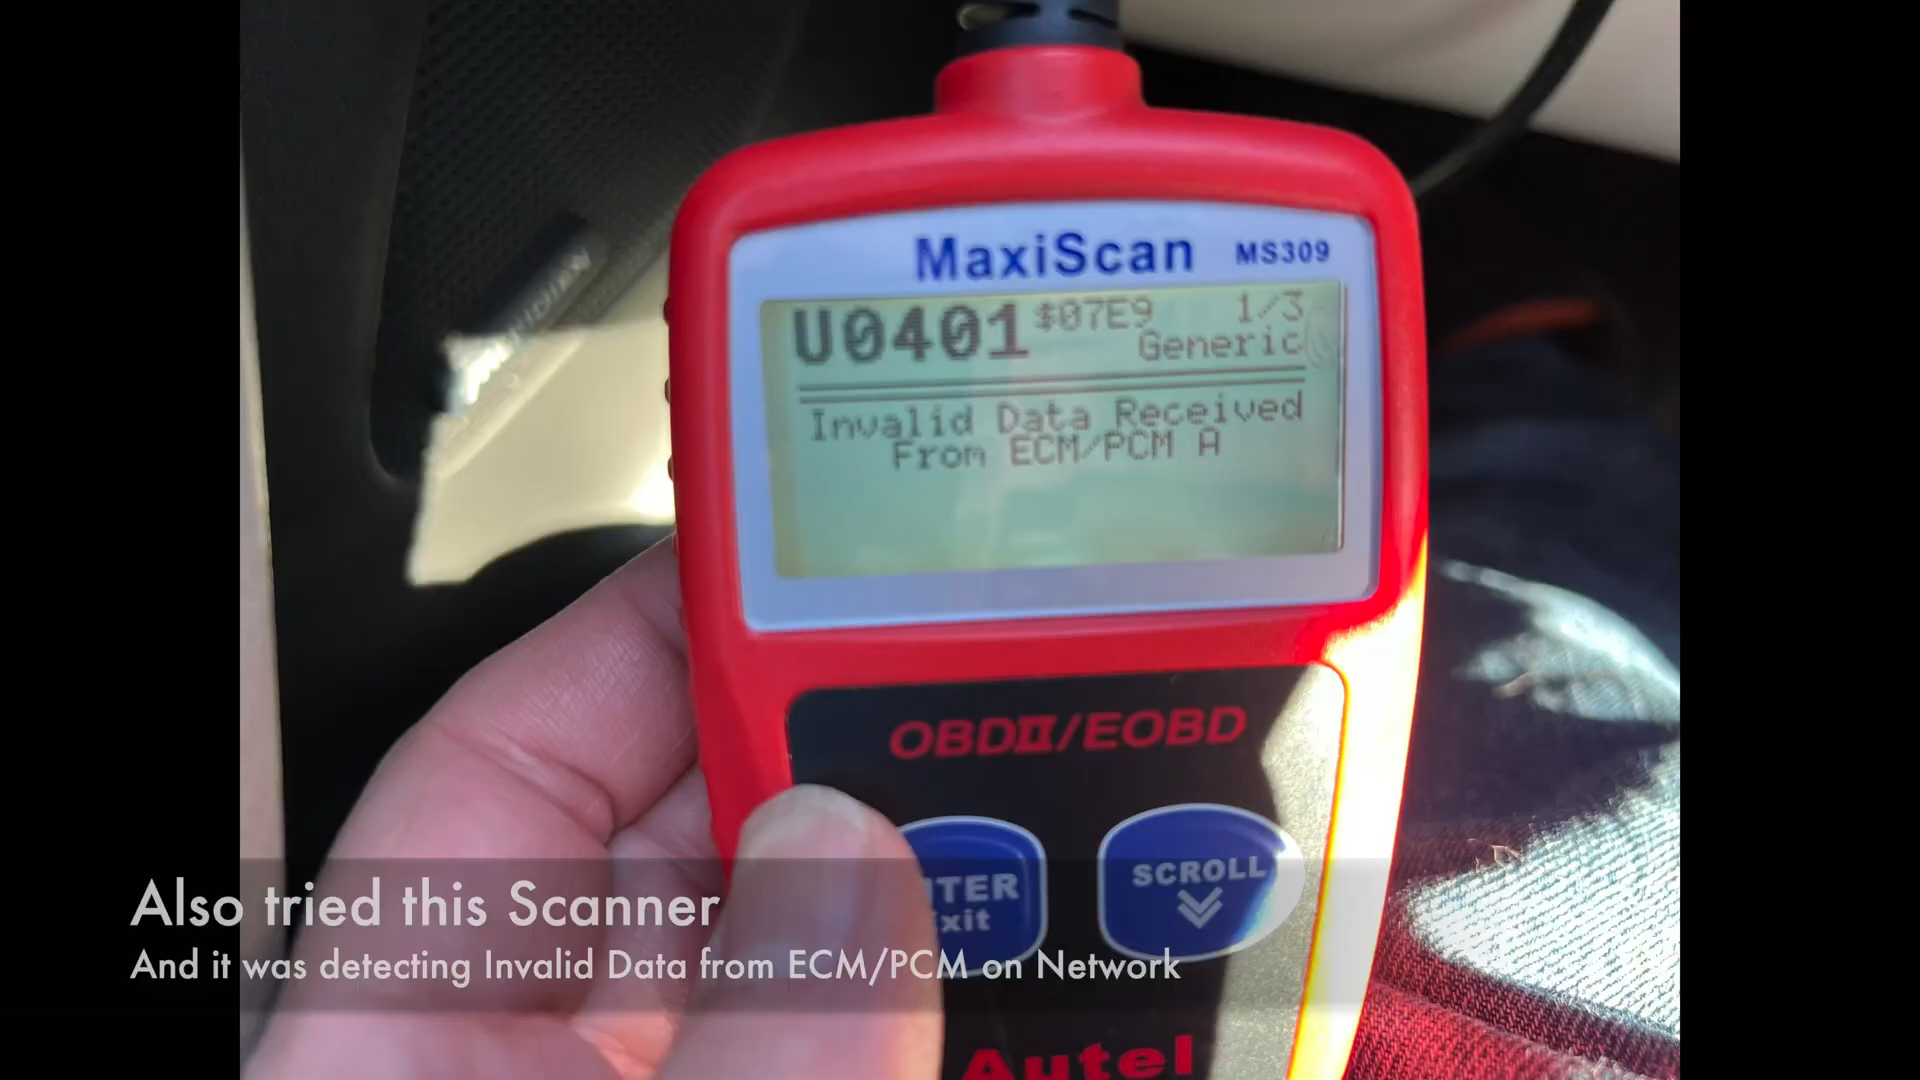 MaxiScan MS309
U0401 $07E9 1/3
Generic
Invalid Data Received
From ECM/PCM A
OBDII/EOBD
SCROLL
Also tried this Scanner
And it was detecting Invalid Data from ECM/PCM on Network
Autel